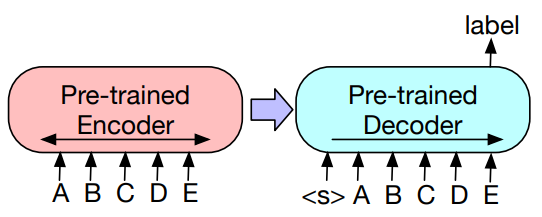 label
Pre-trained
Encoder
Pre-trained
Decoder
A B C D E
<s> A B C D E